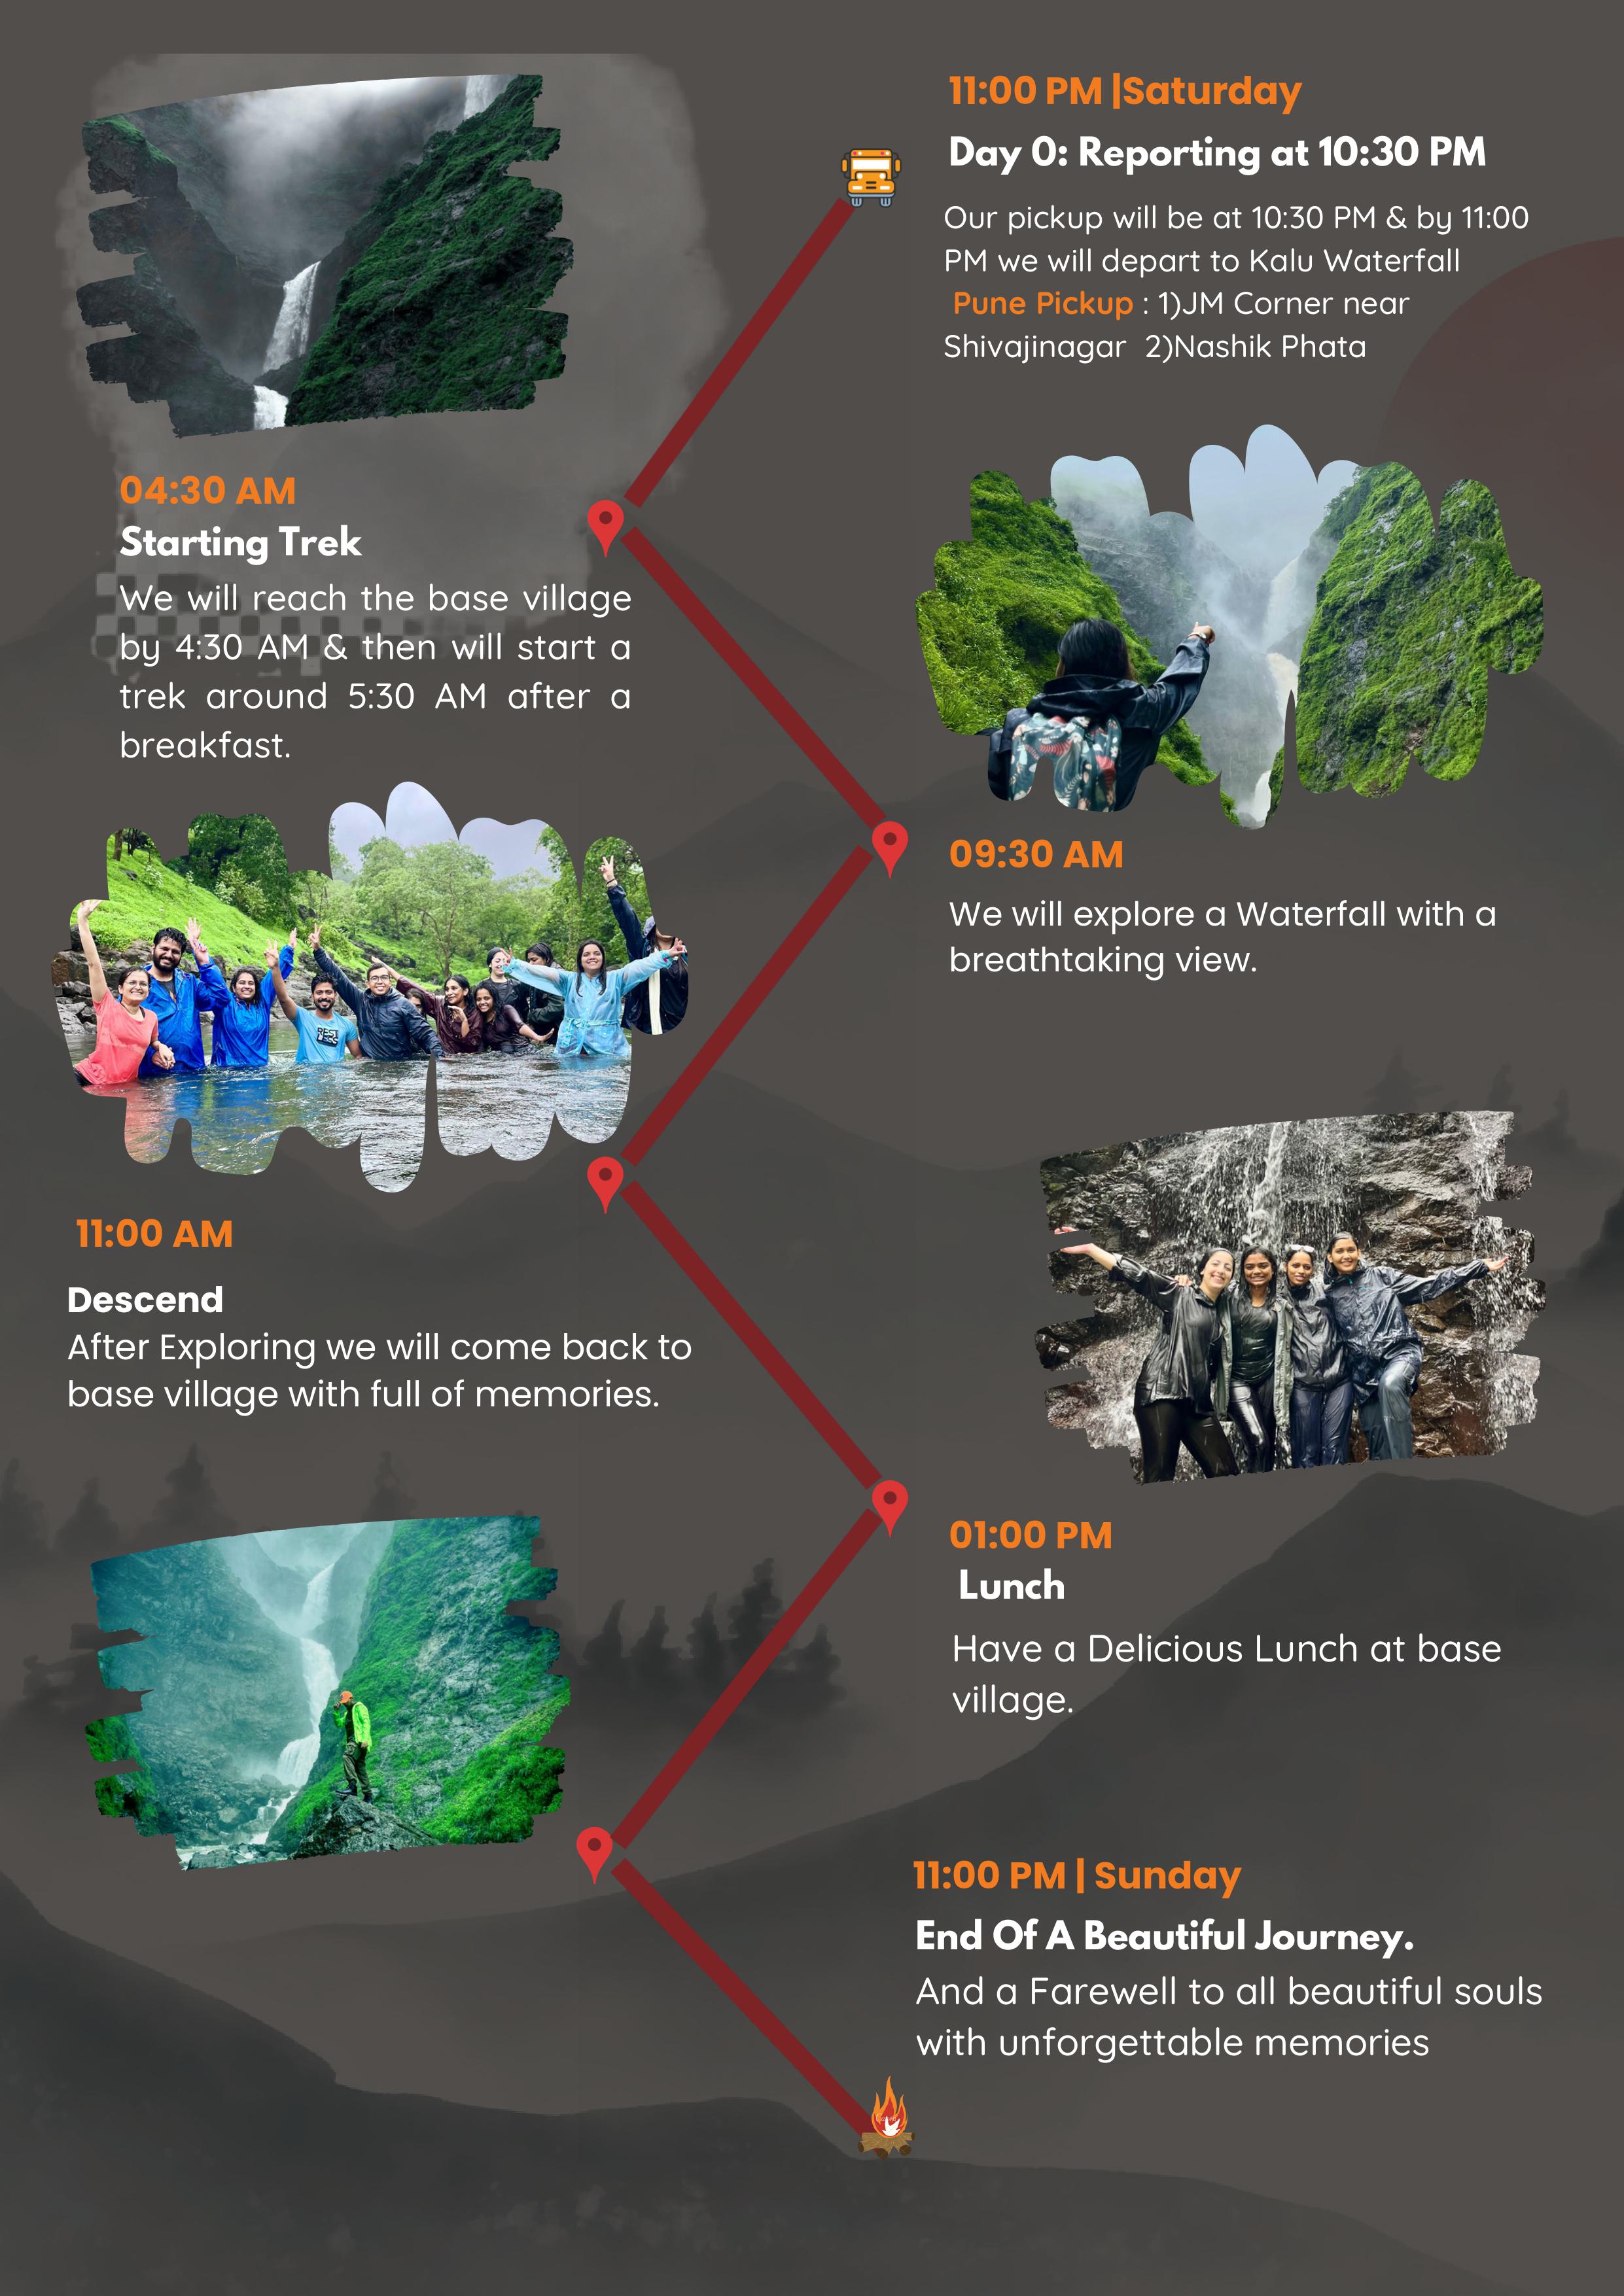 11:00 PM |Saturday
Day 0: Reporting at 10:30 PM
Our pickup will be at 10:30 PM & by 11:00
PM we will depart to Kalu Waterfall
Pune Pickup : 1)JM Corner near
Shivajinagar 2)Nashik Phata
04:30 AM
Starting Trek
We will reach the base village
by 4:30 AM & then will start a
trek around 5:30 AM after a
breakfast.
09:30 AM
We will explore a Waterfall with a
breathtaking view.
11:00 AM
Descend
After Exploring we will come back to
base village with full of memories.
01:00 PM
Lunch
Have a Delicious Lunch at base
village.
11:00 PM | Sunday
End Of A Beautiful Journey.
And a Farewell to all beautiful souls
with unforgettable memories